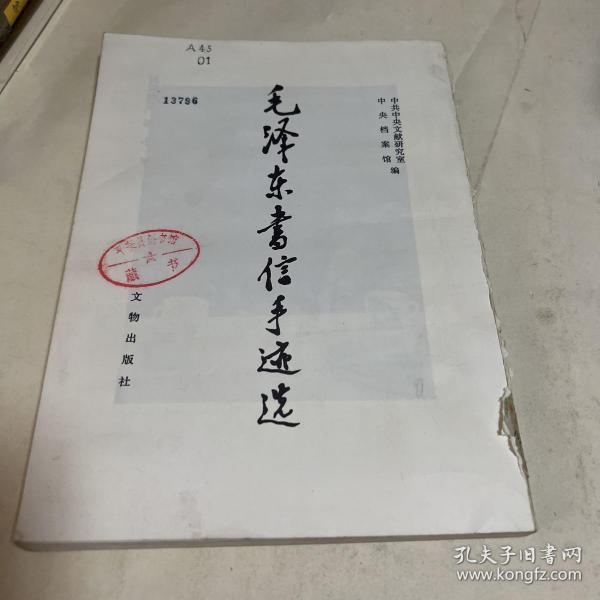 A45
01
13786
毛泽东书信手迹选
中共中央文献研究室
中央档案馆 编
藏书
文物出版社
孔夫子旧书网
www.kongfz.com